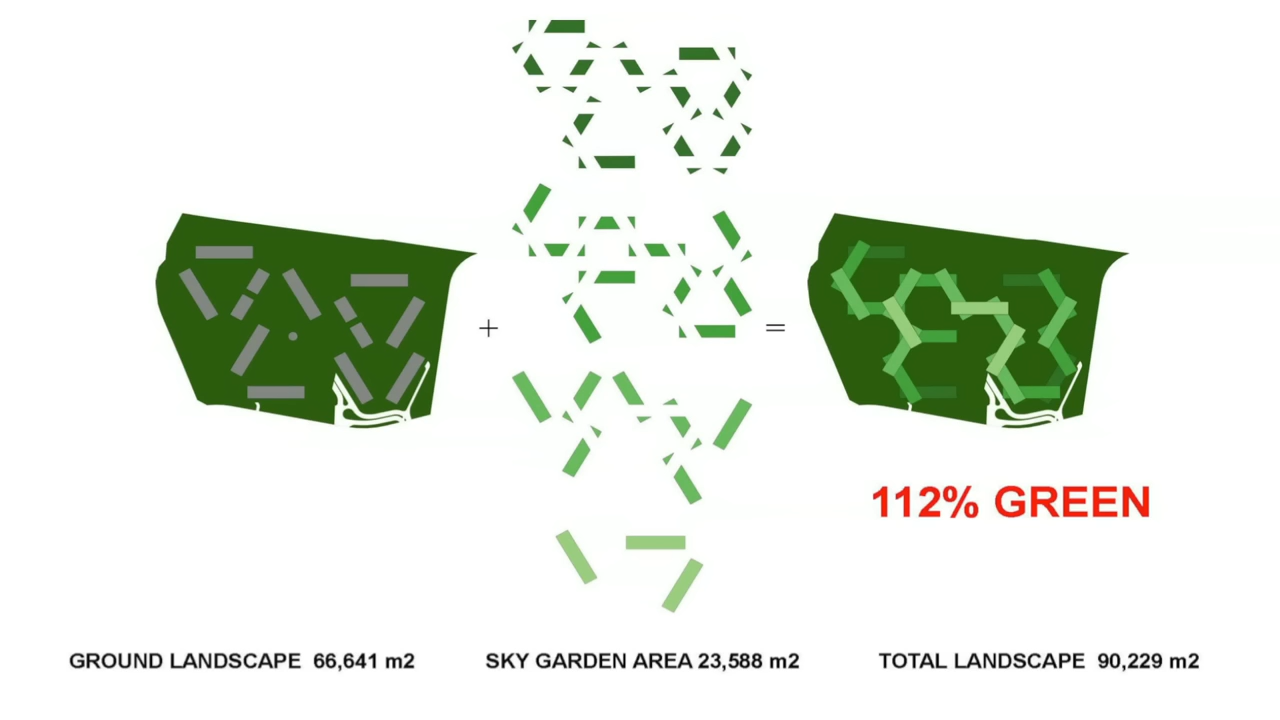 +
=
112% GREEN
GROUND LANDSCAPE 66,641 m2
SKY GARDEN AREA 23,588 m2
TOTAL LANDSCAPE 90,229 m2